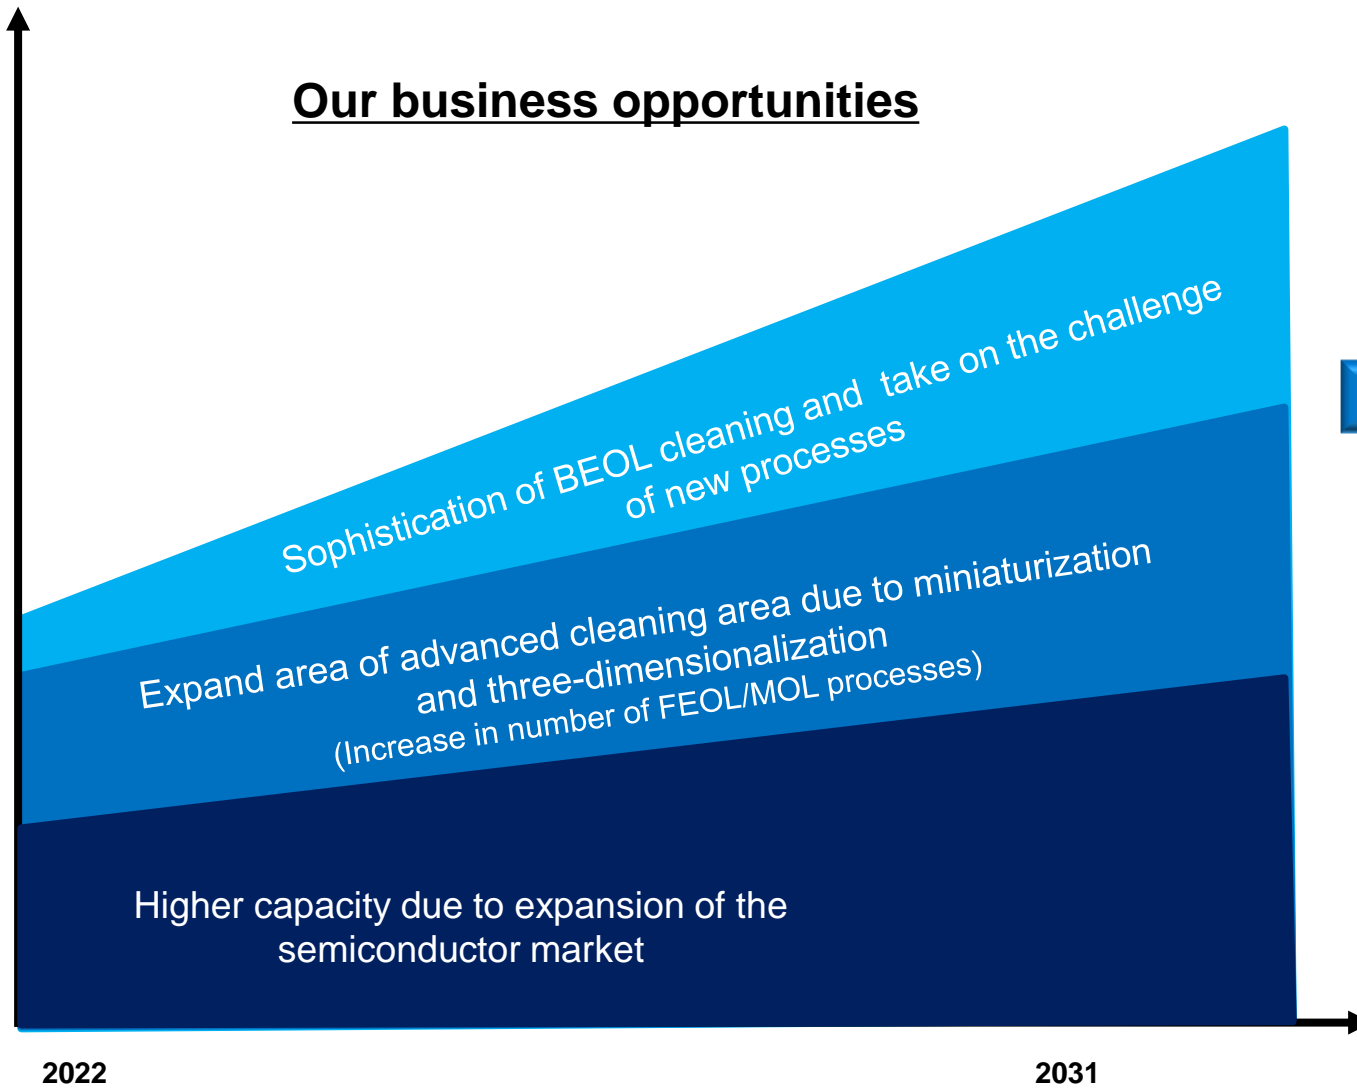 Our business opportunities
Sophistication of BEOL cleaning and take on the challenge
of new processes
Expand area of advanced cleaning area due to miniaturization
and three-dimensionalization
(Increase in number of FEOL/MOL processes)
Higher capacity due to expansion of the
semiconductor market
2022
2031